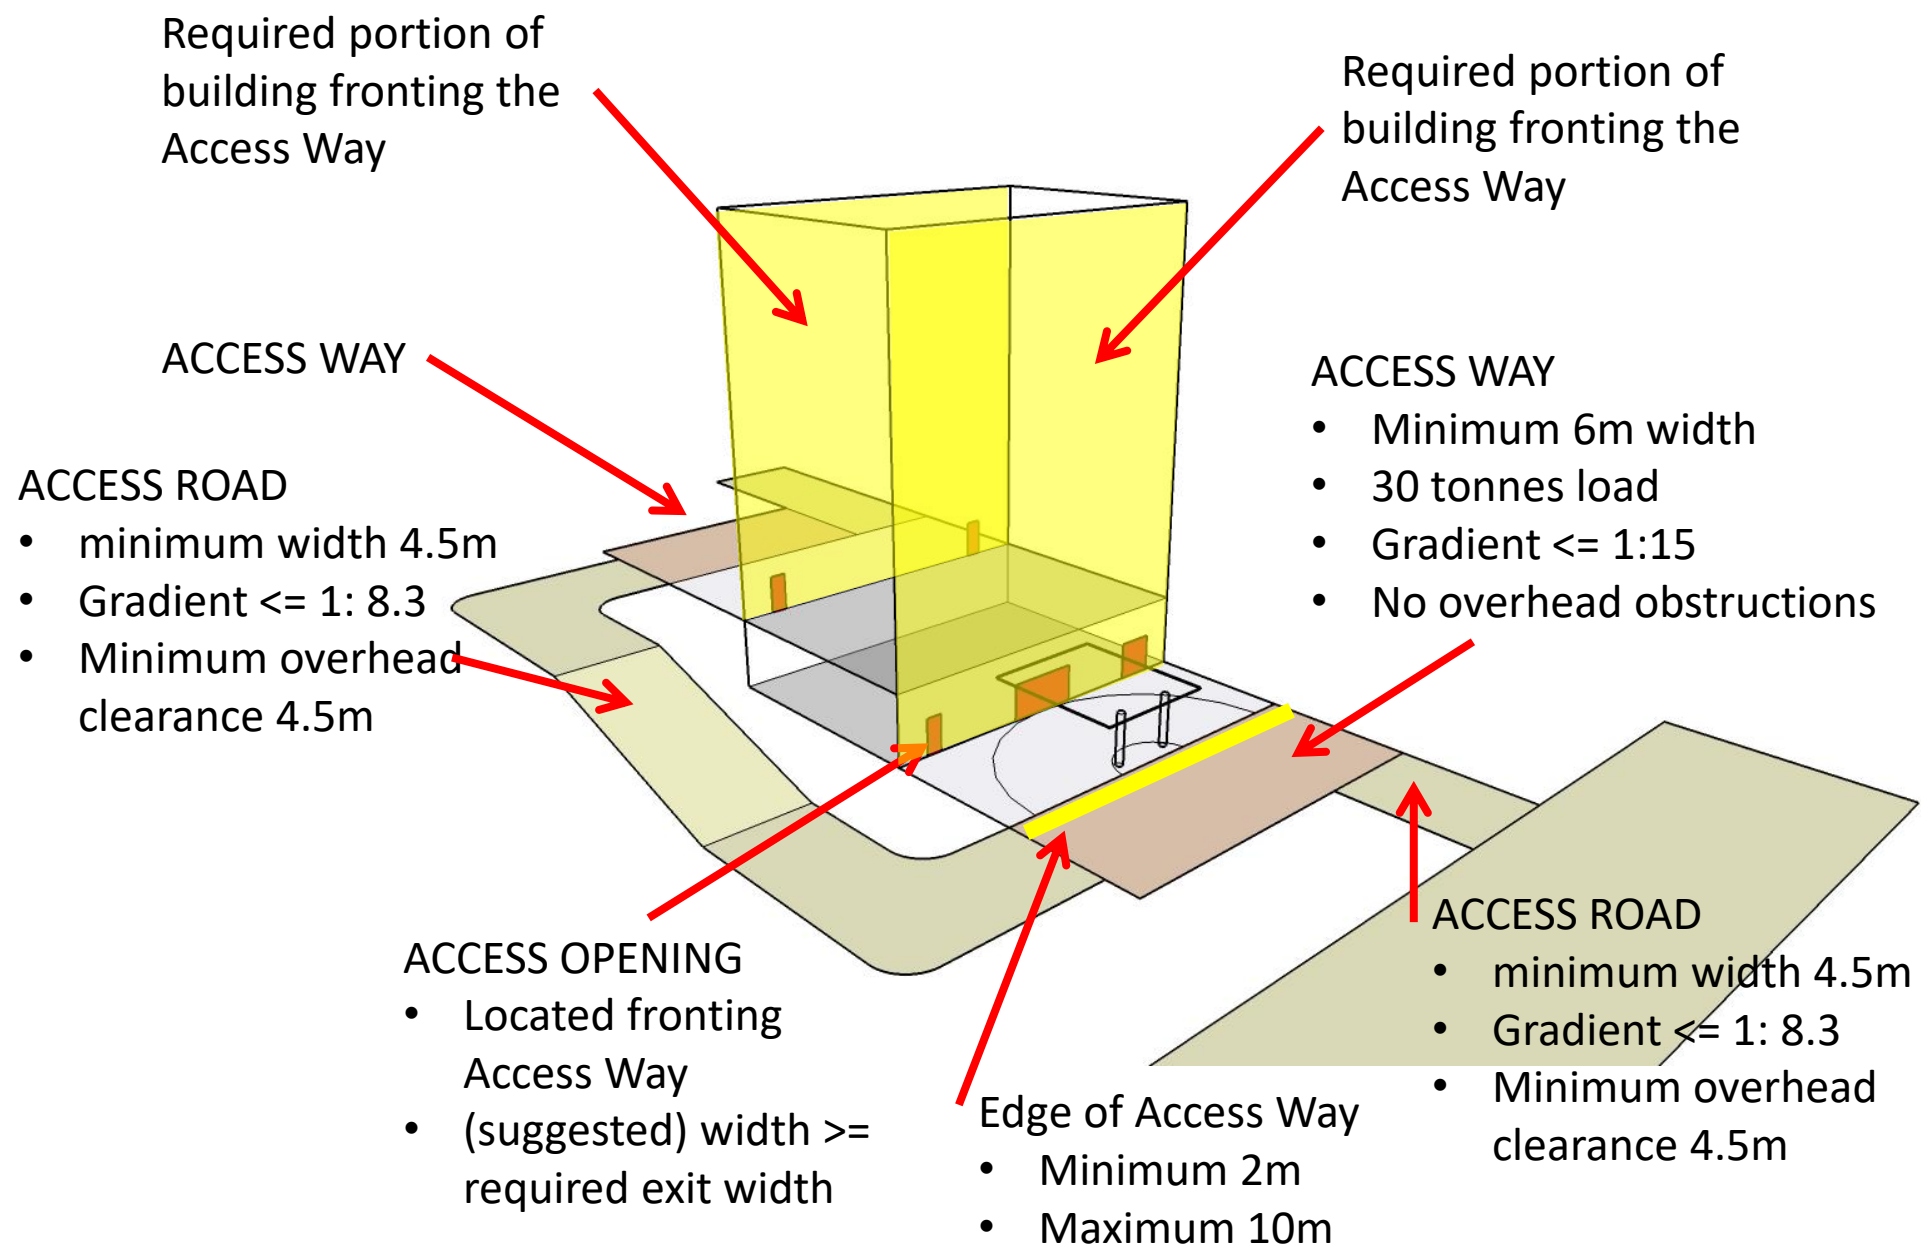 Required portion of
building fronting the
Access Way
Required portion of
building fronting the
Access Way
ACCESS WAY
ACCESS WAY
• Minimum 6m width
• 30 tonnes load
• Gradient <= 1:15
• No overhead obstructions
ACCESS ROAD
• minimum width 4.5m
• Gradient <= 1: 8.3
• Minimum overhead
clearance 4.5m
ACCESS OPENING
• Located fronting
Access Way
• (suggested) width >=
required exit width
Edge of Access Way
• Minimum 2m
• Maximum 10m
ACCESS ROAD
• minimum width 4.5m
• Gradient <= 1: 8.3
• Minimum overhead
clearance 4.5m